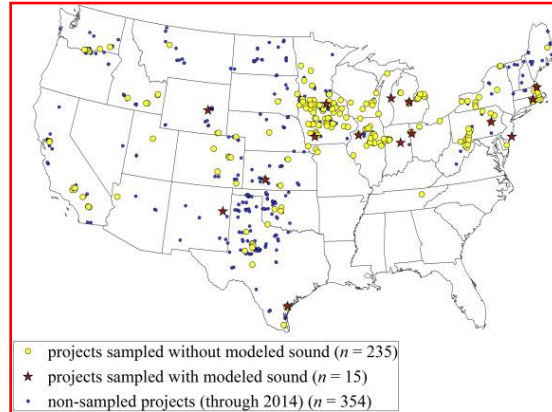 projects sampled without modeled sound (n = 235)
projects sampled with modeled sound (n = 15)
non-sampled projects (through 2014) (n = 354)